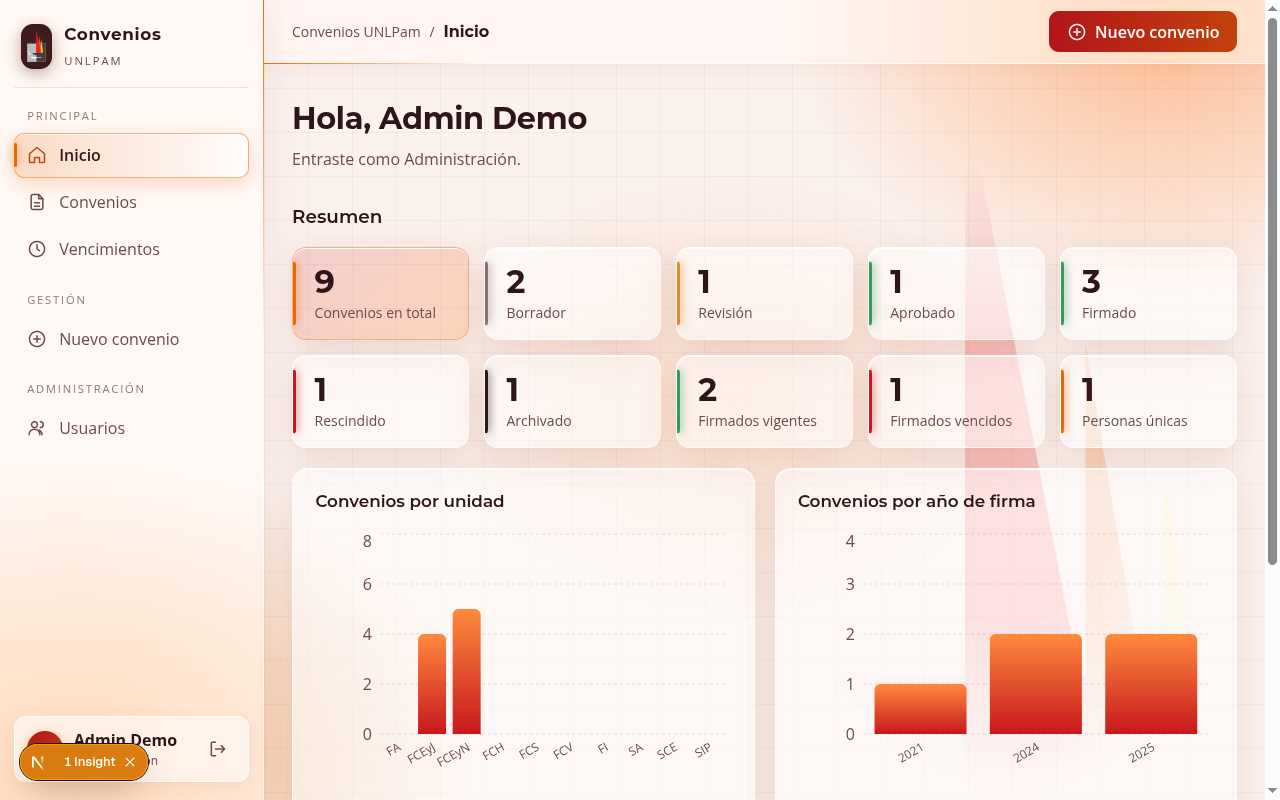 Convenios
UNLPAM
PRINCIPAL
Inicio
Convenios
Vencimientos
GESTIÓN
Nuevo convenio
ADMINISTRACIÓN
Usuarios
Admin Demo
1 Insight
Convenios UNLPam / Inicio
Nuevo convenio
Hola, Admin Demo
Entraste como Administración.
Resumen
9
Convenios en total
2
Borrador
1
Revisión
1
Aprobado
3
Firmado
1
Rescindido
1
Archivado
2
Firmados vigentes
1
Firmados vencidos
1
Personas únicas
Convenios por unidad
8
6
4
2
0
FA FCEyJ FCEyN FCH FCS FCV FI SA SCE SIP
Convenios por año de firma
4
3
2
1
0
2021 2024 2025